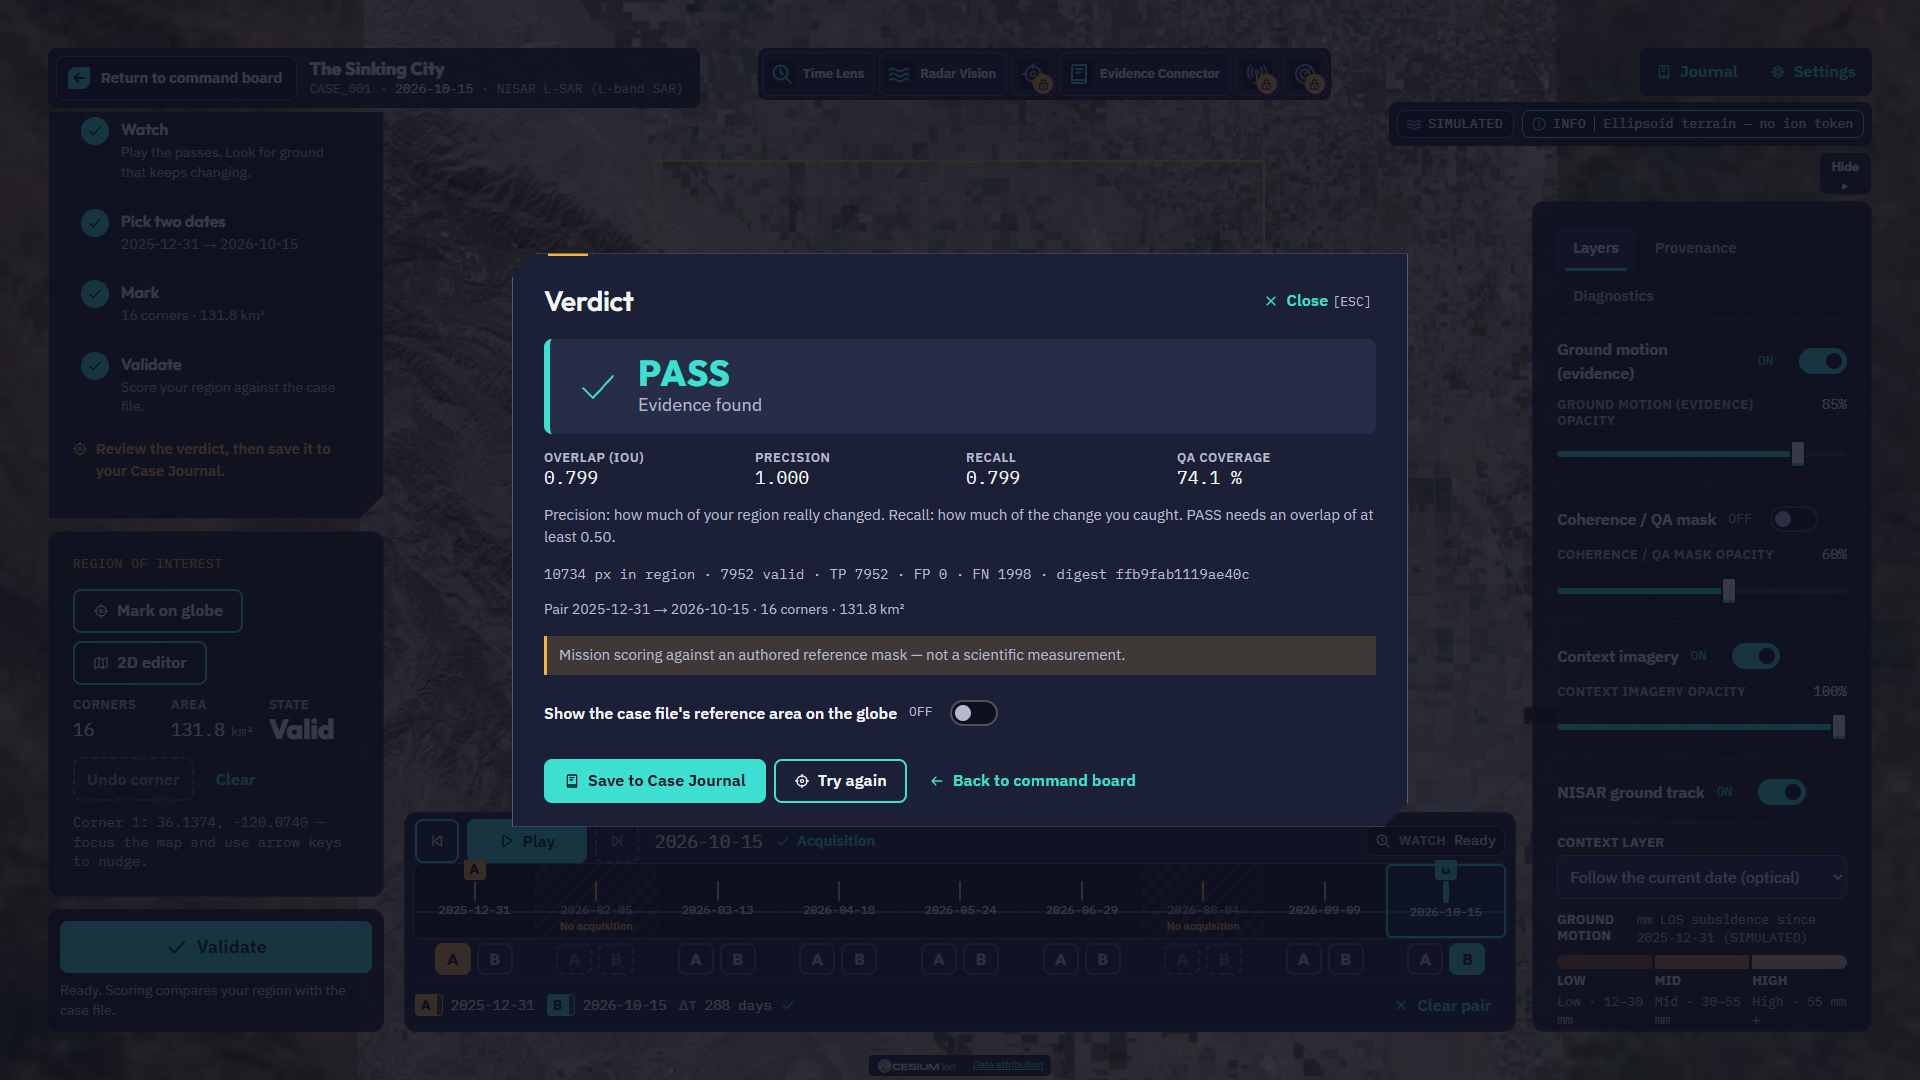 Return to command board
The Sinking City
CASE_001 · 2026-10-15 · NISAR L-SAR (L-band SAR)
Time Lens
Radar Vision
Evidence Connector
Journal
Settings
SIMULATED
INFO | Ellipsoid terrain — no ion token
Hide
Watch
Play the passes. Look for ground
that keeps changing.
Pick two dates
2025-12-31 → 2026-10-15
Mark
16 corners · 131.8 km²
Validate
Score your region against the case
file.
Review the verdict, then save it to
your Case Journal.
REGION OF INTEREST
Mark on globe
2D editor
CORNERS AREA STATE
16 131.8 km² Valid
Undo corner Clear
Corner 1: 36.1374, -120.0740 —
focus the map and use arrow keys
to nudge.
Validate
Ready. Scoring compares your region with the
case file.
Verdict
Close [ESC]
PASS
Evidence found
OVERLAP (IOU) PRECISION RECALL QA COVERAGE
0.799 1.000 0.799 74.1 %
Precision: how much of your region really changed. Recall: how much of the change you caught. PASS needs an overlap of at
least 0.50.
10734 px in region · 7952 valid · TP 7952 · FP 0 · FN 1998 · digest ffb9fab1119ae40c
Pair 2025-12-31 → 2026-10-15 · 16 corners · 131.8 km²
Mission scoring against an authored reference mask — not a scientific measurement.
Show the case file's reference area on the globe OFF
Save to Case Journal
Try again
← Back to command board
Play
2026-10-15
Acquisition
WATCH Ready
A B
2025-12-31 2026-02-05 2026-03-13 2026-04-18 2026-05-24 2026-06-29 2026-08-04 2026-09-09 2026-10-15
No acquisition No acquisition
A B A B A B A B A B A B A B A B A B
A 2025-12-31 B 2026-10-15 ΔT 288 days
Clear pair
CESIUM ion Data attribution
Layers Provenance
Diagnostics
Ground motion
(evidence)
ON
GROUND MOTION (EVIDENCE)
OPACITY
85%
Coherence / QA mask OFF
COHERENCE / QA MASK OPACITY 60%
Context imagery ON
CONTEXT IMAGERY OPACITY 100%
NISAR ground track ON
CONTEXT LAYER
Follow the current date (optical)
GROUND
MOTION
mm LOS subsidence since
2025-12-31 (SIMULATED)
LOW MID HIGH
Low · 12–30
mm
Mid · 30–55
mm
High · 55 mm
+